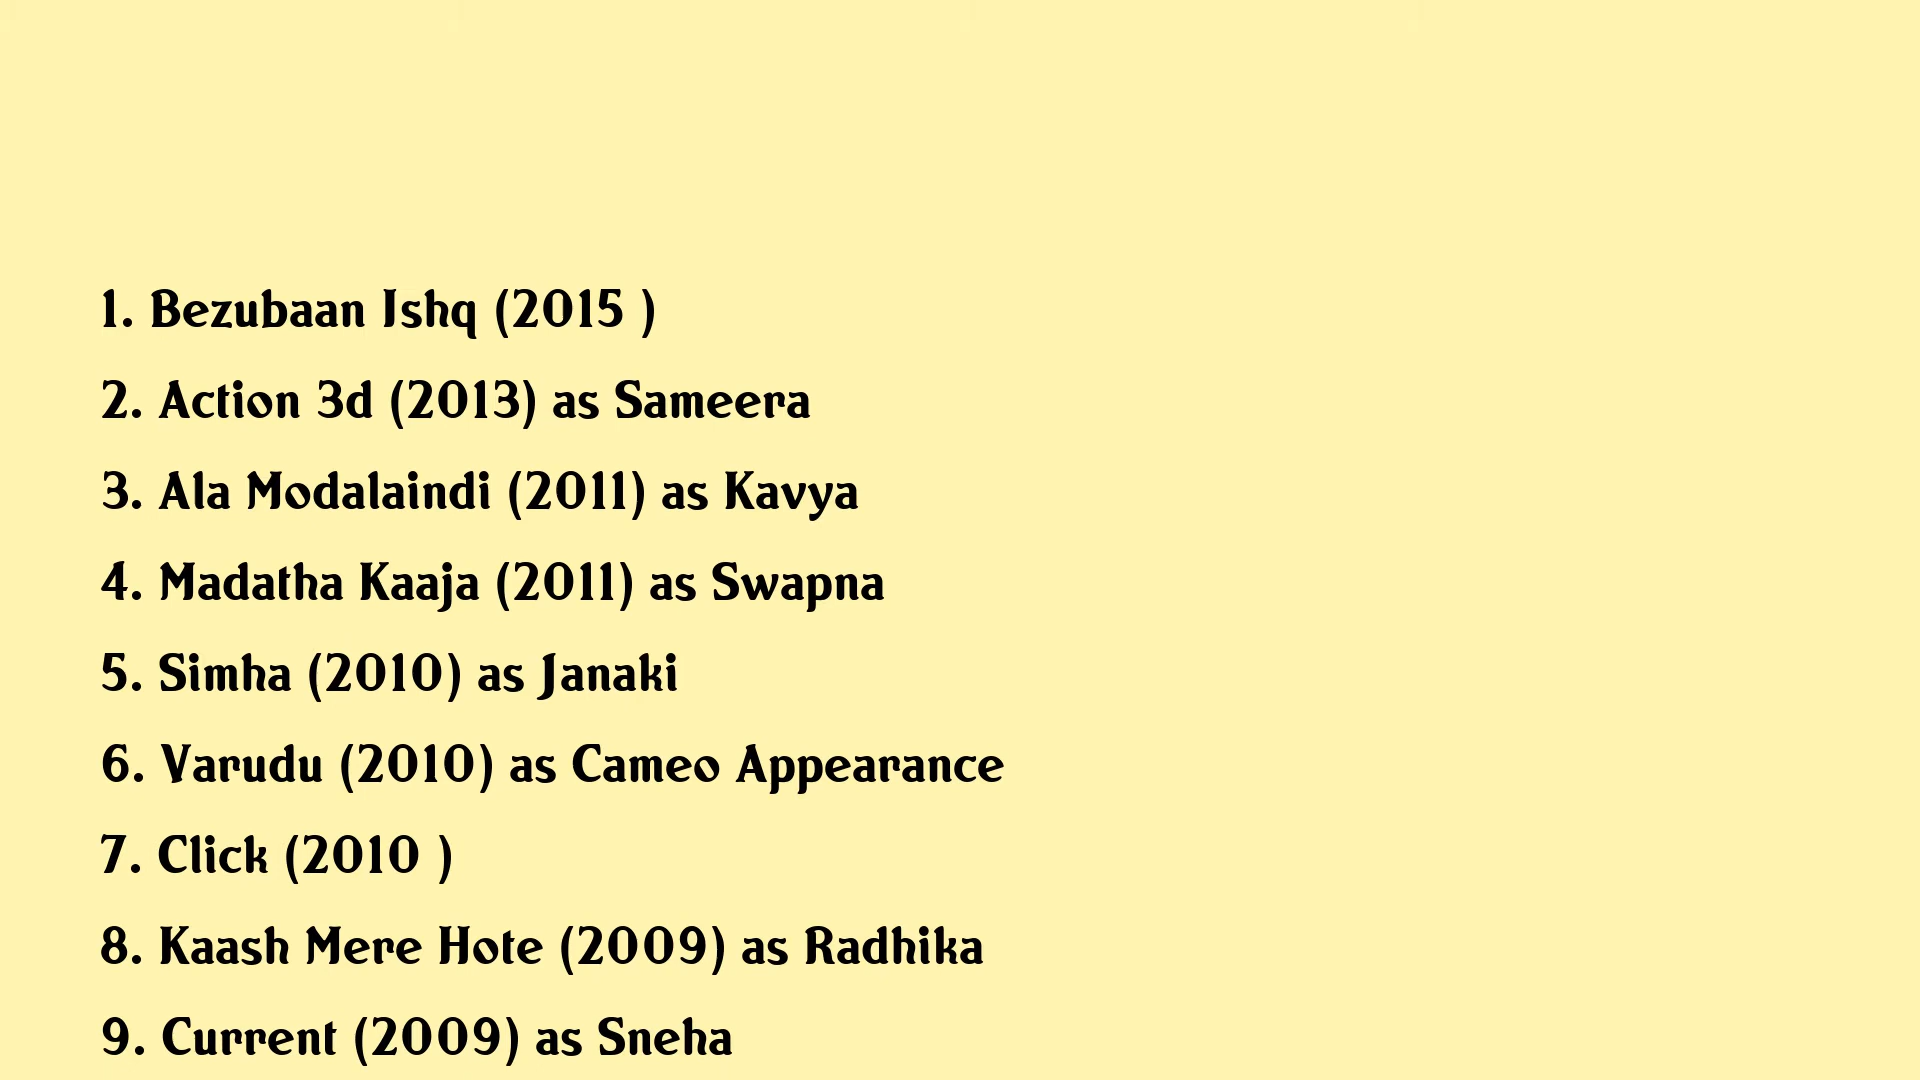 1. Bezubaan Ishq (2015 )
2. Action 3d (2013) as Sameera
3. Ala Modalaindi (2011) as Kavya
4. Madatha Kaaja (2011) as Swapna
5. Simha (2010) as Janaki
6. Varudu (2010) as Cameo Appearance
7. Click (2010 )
8. Kaash Mere Hote (2009) as Radhika
9. Current (2009) as Sneha